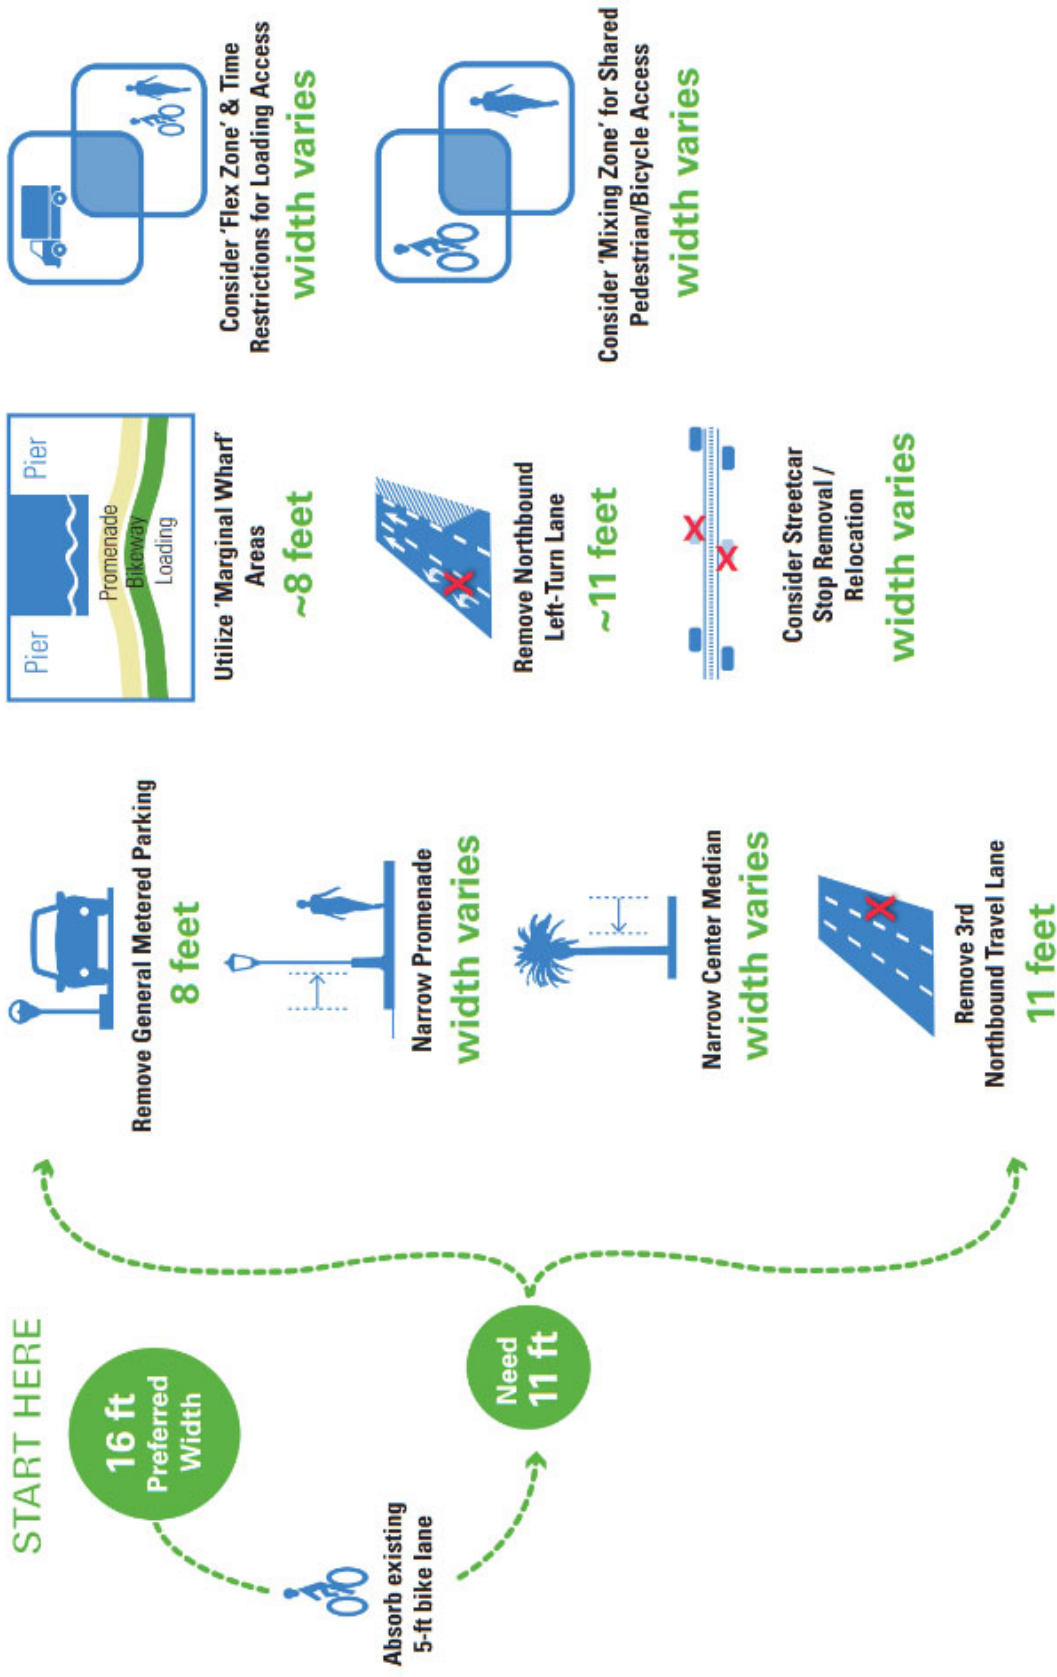 START HERE
16 ft
Preferred
Width
Absorb existing
5-ft bike lane
Need
11 ft
Remove General Metered Parking
8 feet
Narrow Promenade
width varies
Narrow Center Median
width varies
Remove 3rd
Northbound Travel Lane
11 feet
Pier
Pier
Promenade
Bikeway
Loading
Utilize 'Marginal Wharf'
Areas
~8 feet
Remove Northbound
Left-Turn Lane
~11 feet
Consider Streetcar
Stop Removal /
Relocation
width varies
Consider 'Flex Zone' & Time
Restrictions for Loading Access
width varies
Consider 'Mixing Zone' for Shared
Pedestrian/Bicycle Access
width varies